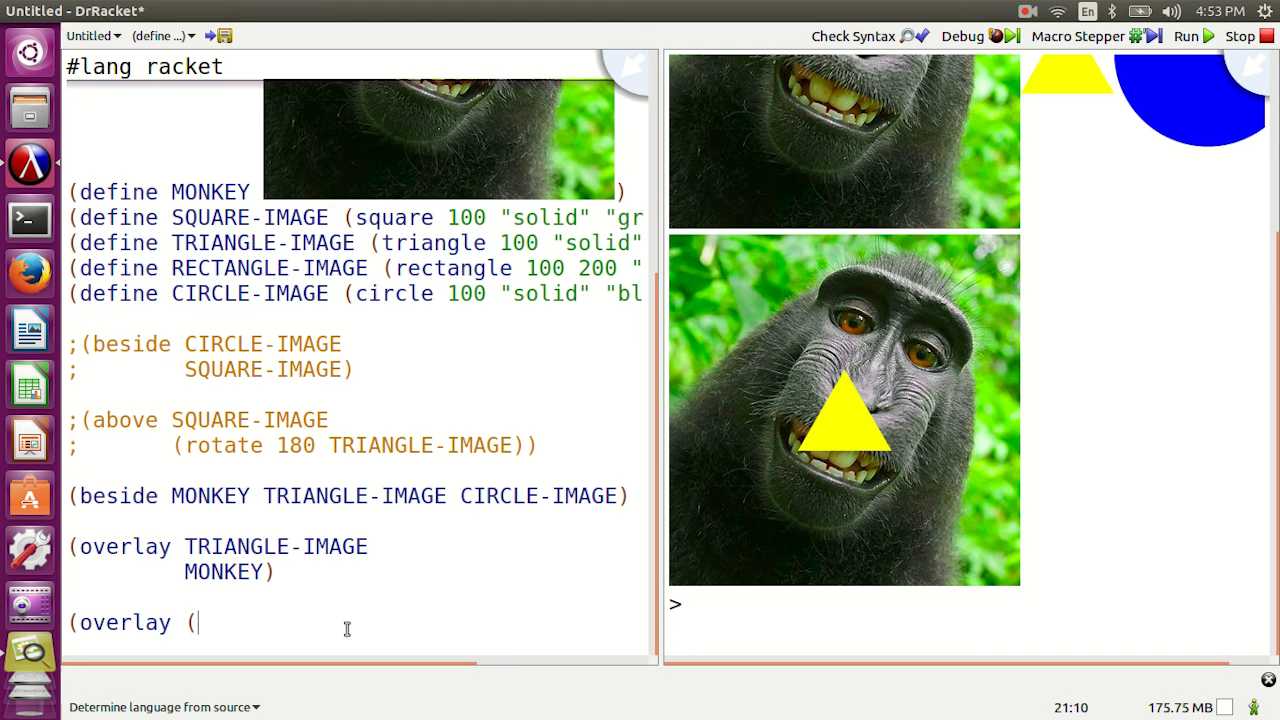 Untitled - DrRacket*
En 4:53 PM
Untitled (define ...) Check Syntax Debug Macro Stepper Run Stop
#lang racket
(define MONKEY )
(define SQUARE-IMAGE (square 100 "solid" "gr
(define TRIANGLE-IMAGE (triangle 100 "solid"
(define RECTANGLE-IMAGE (rectangle 100 200 "
(define CIRCLE-IMAGE (circle 100 "solid" "bl
;(beside CIRCLE-IMAGE
; SQUARE-IMAGE)
;(above SQUARE-IMAGE
; (rotate 180 TRIANGLE-IMAGE))
(beside MONKEY TRIANGLE-IMAGE CIRCLE-IMAGE)
(overlay TRIANGLE-IMAGE
MONKEY)
(overlay (
>
Determine language from source 21:10 175.75 MB